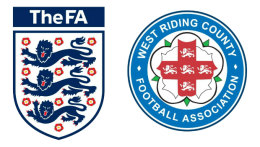 TheFA
WEST RIDING COUNTY
FOOTBALL ASSOCIATION